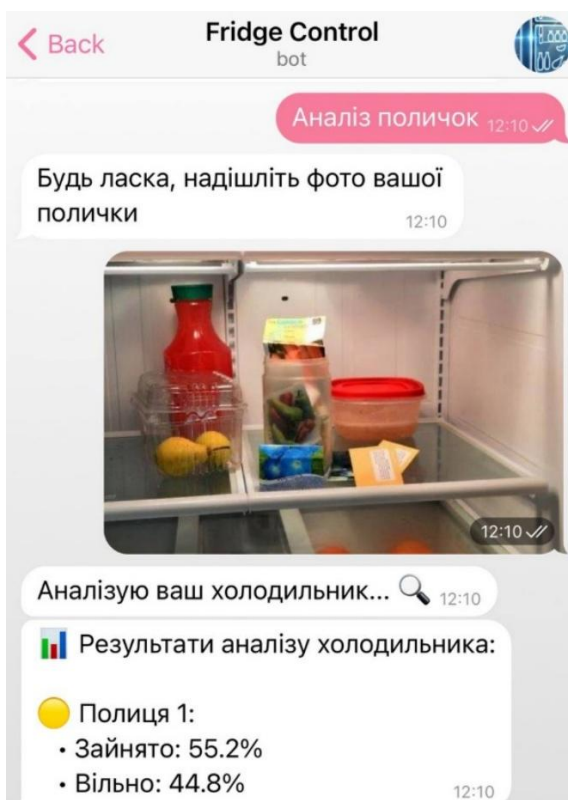 Back
Fridge Control
bot
Аналіз поличок 12:10
Будь ласка, надішліть фото вашої
полички
12:10
12:10
Аналізую ваш холодильник... 🔍 12:10
📊 Результати аналізу холодильника:
🟡 Полиця 1:
• Зайнято: 55.2%
• Вільно: 44.8%
12:10